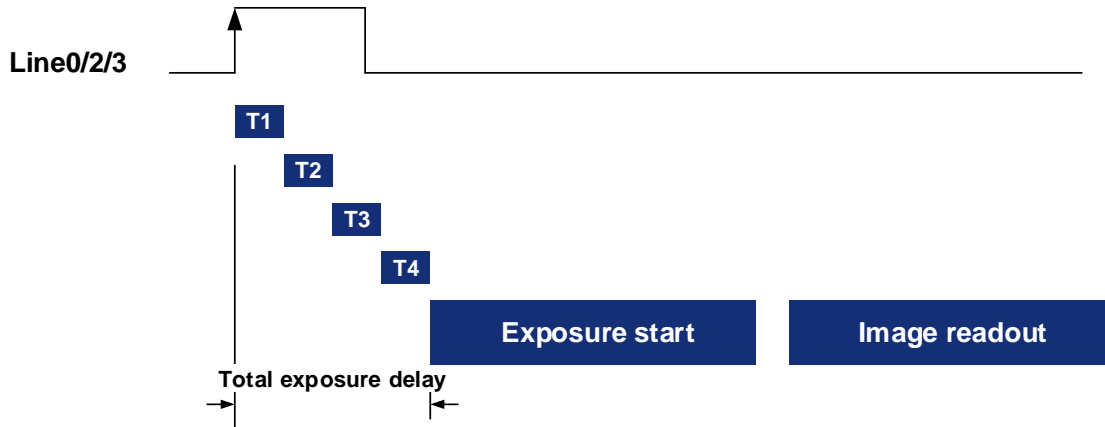 Line0/2/3
T1
T2
T3
T4
Exposure start
Image readout
Total exposure delay